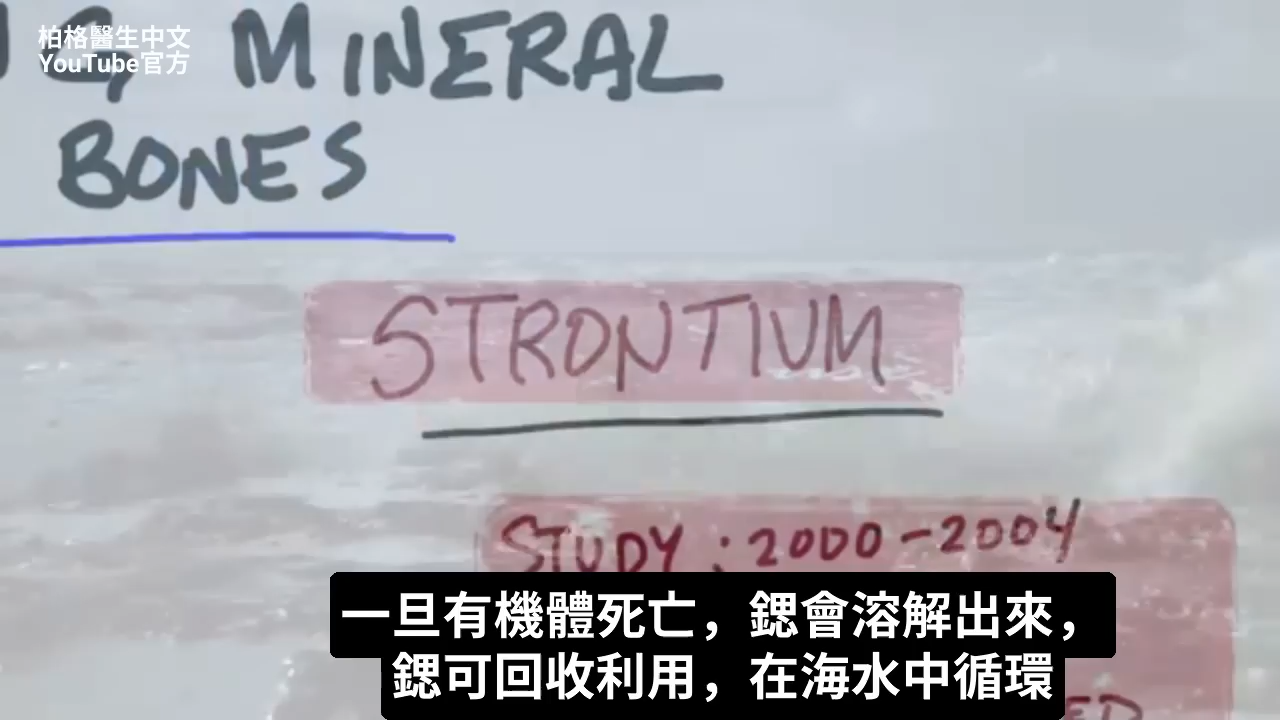 柏格醫生中文
YouTube官方
G MINERAL
BONES
STRONTIUM
STUDY : 2000-2004
一旦有機體死亡，鍶會溶解出來，
鍶可回收利用，在海水中循環